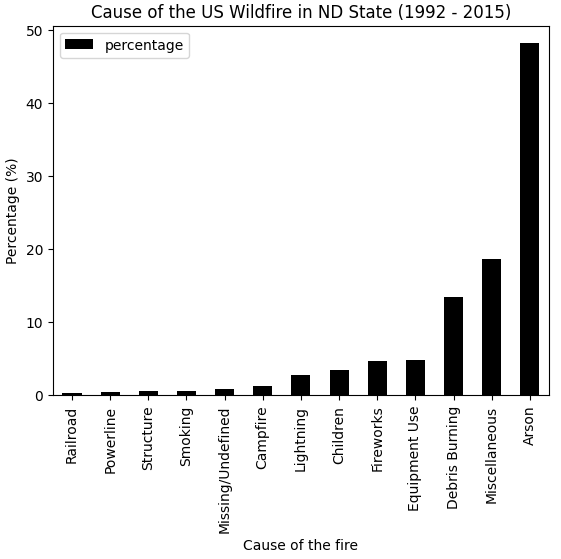 Cause of the US Wildfire in ND State (1992 - 2015)
percentage
Percentage (%)
50
40
30
20
10
0
Railroad
Powerline
Structure
Smoking
Missing/Undefined
Campfire
Lightning
Children
Fireworks
Equipment Use
Debris Burning
Miscellaneous
Arson
Cause of the fire